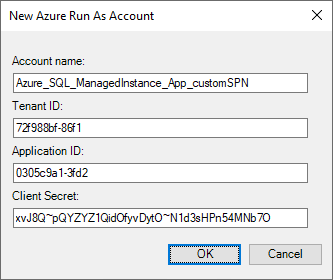 New Azure Run As Account
Account name:
Azure_SQL_ManagedInstance_App_customSPN
Tenant ID:
72f988bf-86f1
Application ID:
0305c9a1-3fd2
Client Secret:
xvJ8Q~pQYZYZ1QidOfyvDytO~N1d3sHPn54MNb7O
OK
Cancel